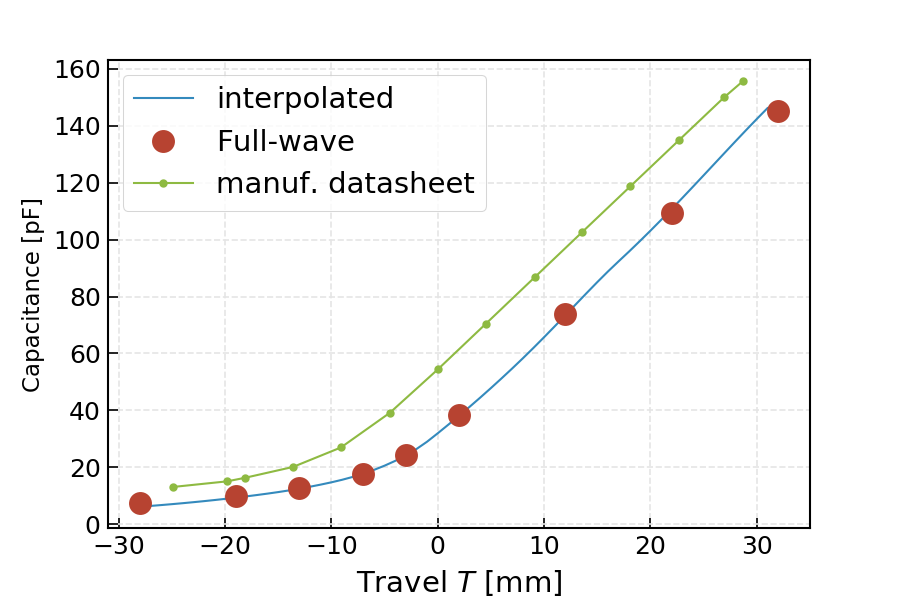 160
140
120
100
80
60
40
20
0
Capacitance [pF]
interpolated
Full-wave
manuf. datasheet
−30 −20 −10 0 10 20 30
Travel T [mm]